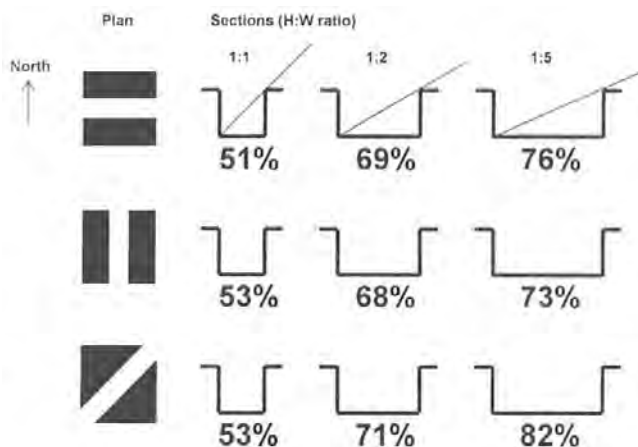 Plan Sections (H:W ratio)
1:1 1:2 1:5
North
51% 69% 76%
53% 68% 73%
53% 71% 82%